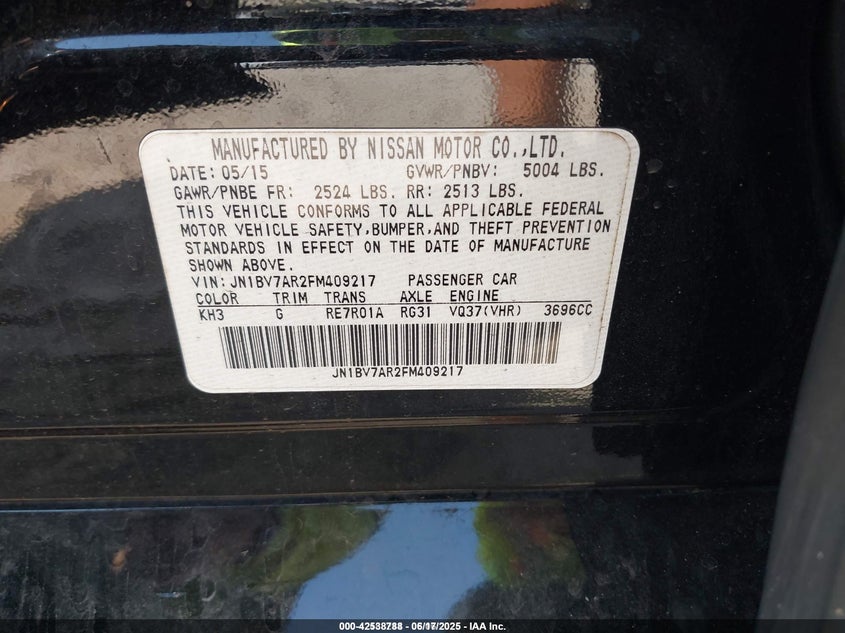 MANUFACTURED BY NISSAN MOTOR CO.,LTD.
DATE: 05/15 GVWR/PNBV: 5004 LBS.
GAWR/PNBE FR: 2524 LBS. RR: 2513 LBS.
THIS VEHICLE CONFORMS TO ALL APPLICABLE FEDERAL
MOTOR VEHICLE SAFETY,BUMPER,AND THEFT PREVENTION
STANDARDS IN EFFECT ON THE DATE OF MANUFACTURE
SHOWN ABOVE.
VIN: JN1BV7AR2FM409217 PASSENGER CAR
COLOR TRIM TRANS AXLE ENGINE
KH3 G RE7R01A RG31 VQ37(VHR) 3696CC
JN1BV7AR2FM409217
000-42538788 - 06/17/2025 - IAA Inc.